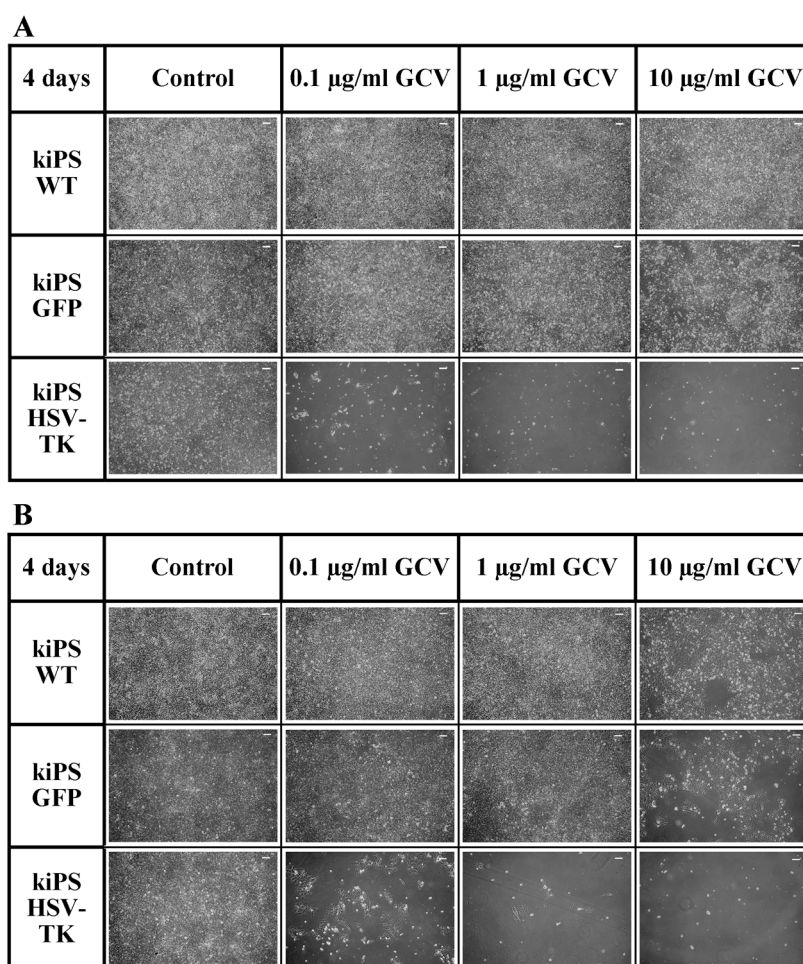 A
4 days Control 0.1 µg/ml GCV 1 µg/ml GCV 10 µg/ml GCV
kiPS
WT
kiPS
GFP
kiPS
HSV-
TK
B
4 days Control 0.1 µg/ml GCV 1 µg/ml GCV 10 µg/ml GCV
kiPS
WT
kiPS
GFP
kiPS
HSV-
TK